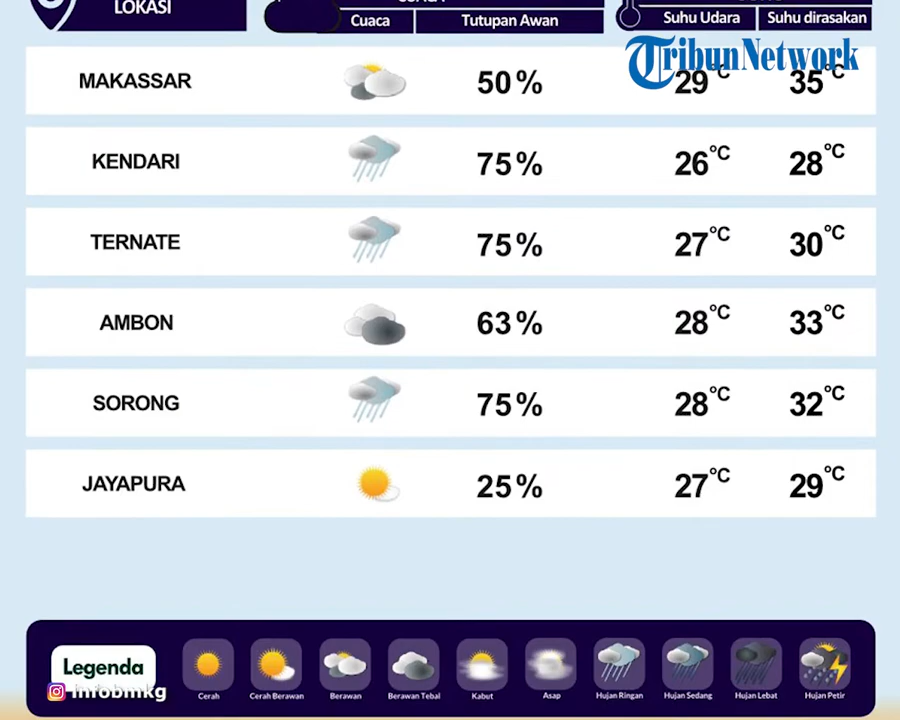 LOKASI
Cuaca Tutupan Awan Suhu Udara Suhu dirasakan
TribunNetwork
MAKASSAR 50% 29°C 35°C
KENDARI 75% 26°C 28°C
TERNATE 75% 27°C 30°C
AMBON 63% 28°C 33°C
SORONG 75% 28°C 32°C
JAYAPURA 25% 27°C 29°C
Legenda
infobmkg
Cerah Cerah Berawan Berawan Berawan Tebal Kabut Asap Hujan Ringan Hujan Sedang Hujan Lebat Hujan Petir